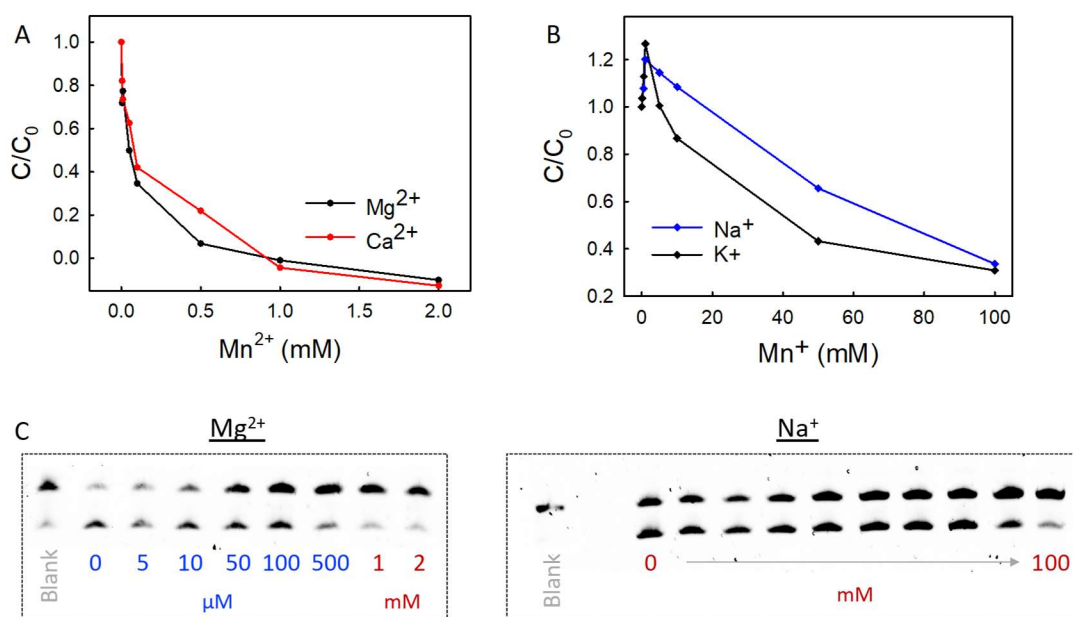 A
1.0
0.8
0.6
0.4
0.2
0.0
C/C₀
Mg²⁺
Ca²⁺
0.0 0.5 1.0 1.5 2.0
Mn²⁺ (mM)
B
1.2
1.0
0.8
0.6
0.4
0.2
C/C₀
Na⁺
K+
0 20 40 60 80 100
Mn⁺ (mM)
C
Mg²⁺
Blank
0 5 10 50 100 500 1 2
μM mM
Na⁺
Blank
0 100
mM